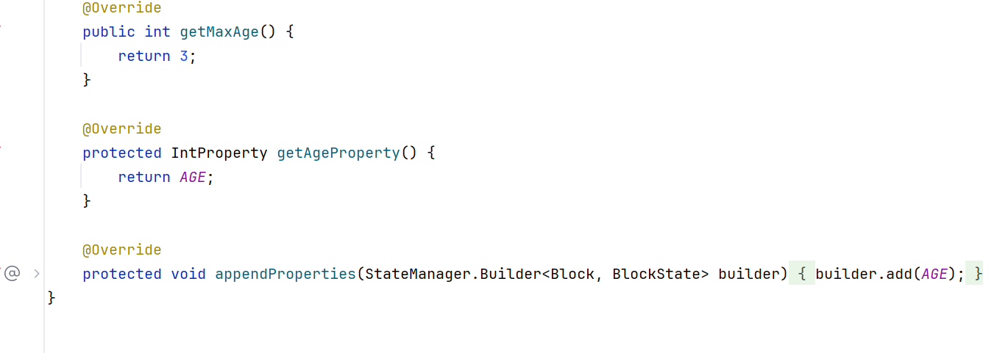 @Override
public int getMaxAge() {
return 3;
}
@Override
protected IntProperty getAgeProperty() {
return AGE;
}
@Override
protected void appendProperties(StateManager.Builder<Block, BlockState> builder) { builder.add(AGE); }
}